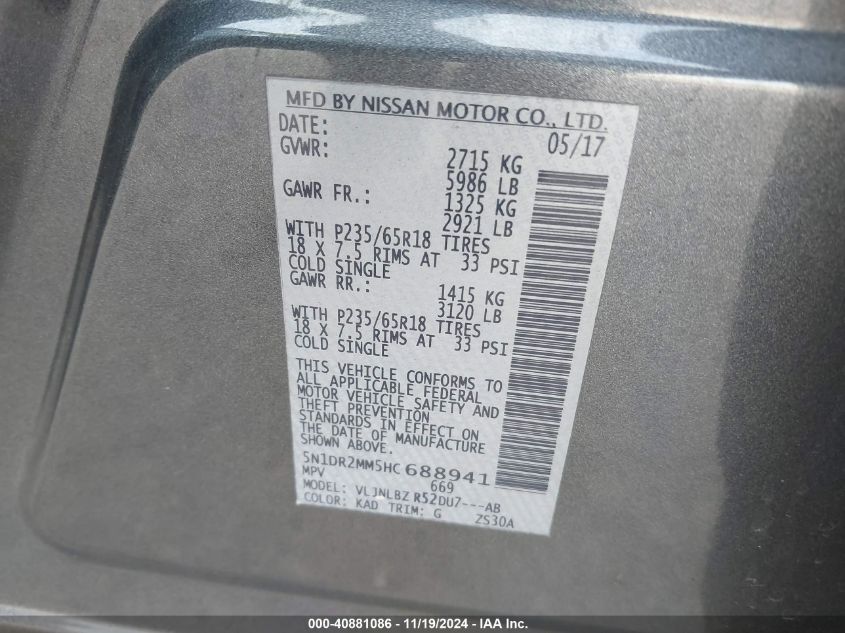 MFD BY NISSAN MOTOR CO., LTD.
DATE: 05/17
GVWR: 2715 KG
5986 LB
GAWR FR.: 1325 KG
2921 LB
WITH P235/65R18 TIRES
18 X 7.5 RIMS AT 33 PSI
COLD SINGLE
GAWR RR.: 1415 KG
3120 LB
WITH P235/65R18 TIRES
18 X 7.5 RIMS AT 33 PSI
COLD SINGLE
THIS VEHICLE CONFORMS TO
ALL APPLICABLE FEDERAL
MOTOR VEHICLE SAFETY AND
THEFT PREVENTION
STANDARDS IN EFFECT ON
THE DATE OF MANUFACTURE
SHOWN ABOVE.
5N1DR2MM5HC688941
MPV 669
MODEL: VLJNLBZ R52DU7---AB
COLOR: KAD TRIM: G ZS30A
000-40881086 - 11/19/2024 - IAA Inc.